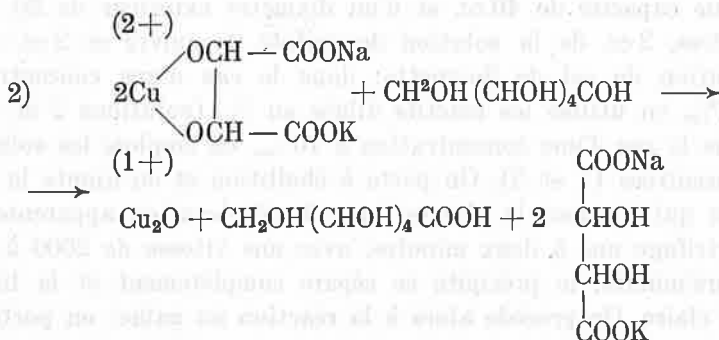 (2+)
OCH — COONa
2) 2Cu + CH²OH (CHOH)₄COH ⟶
OCH — COOK
(1+) COONa
⟶ Cu₂O + CH₂OH (CHOH)₄ COOH + 2 CHOH
CHOH
COOK